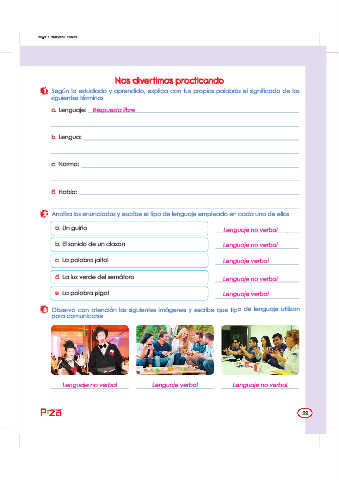 Nos divertimos practicando
1 Según lo estudiado y aprendido, explica con tus propias palabras el significado de los
siguientes términos
a. Lenguaje: Respuesta libre
b. Lengua:
c. Norma:
d. Habla:
2 Analiza los enunciados y escribe el tipo de lenguaje empleado en cada uno de ellos
a. Un guiño
Lenguaje no verbal
b. El sonido de un claxon
Lenguaje no verbal
c. La palabra ¡alto!
Lenguaje verbal
d. La luz verde del semáforo
Lenguaje no verbal
e. La palabra ¡siga!
Lenguaje verbal
3 Observa con atención las siguientes imágenes y escribe que tipo de lenguaje utilizan
para comunicarse
Lenguaje no verbal
Lenguaje verbal
Lenguaje no verbal